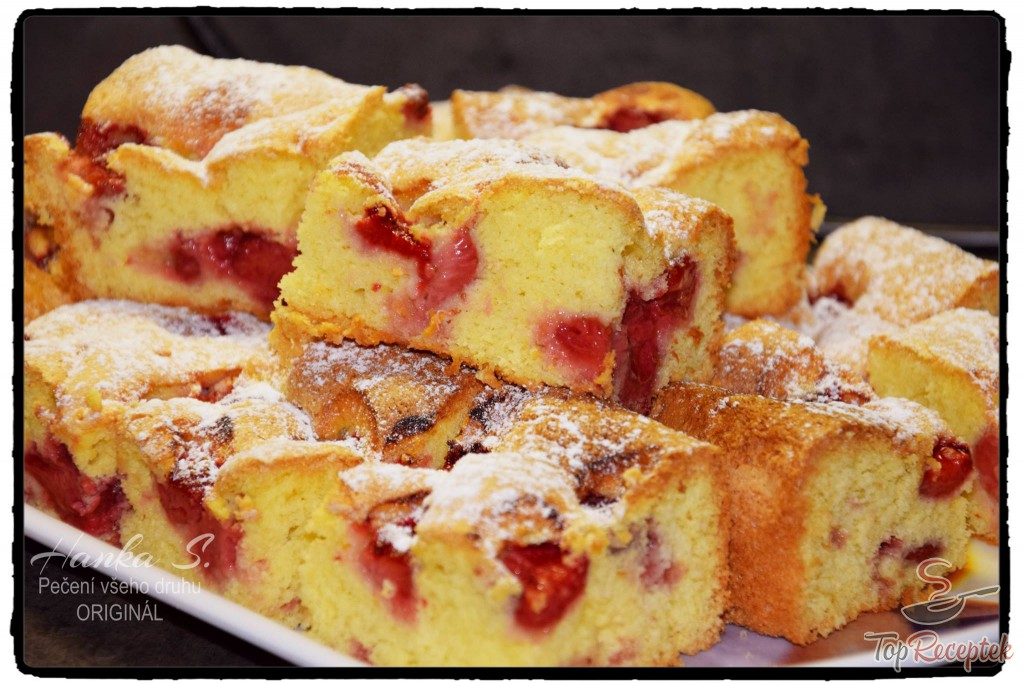 Hanka S.
Pečení všeho druhu
ORIGINÁL
TopReceptek